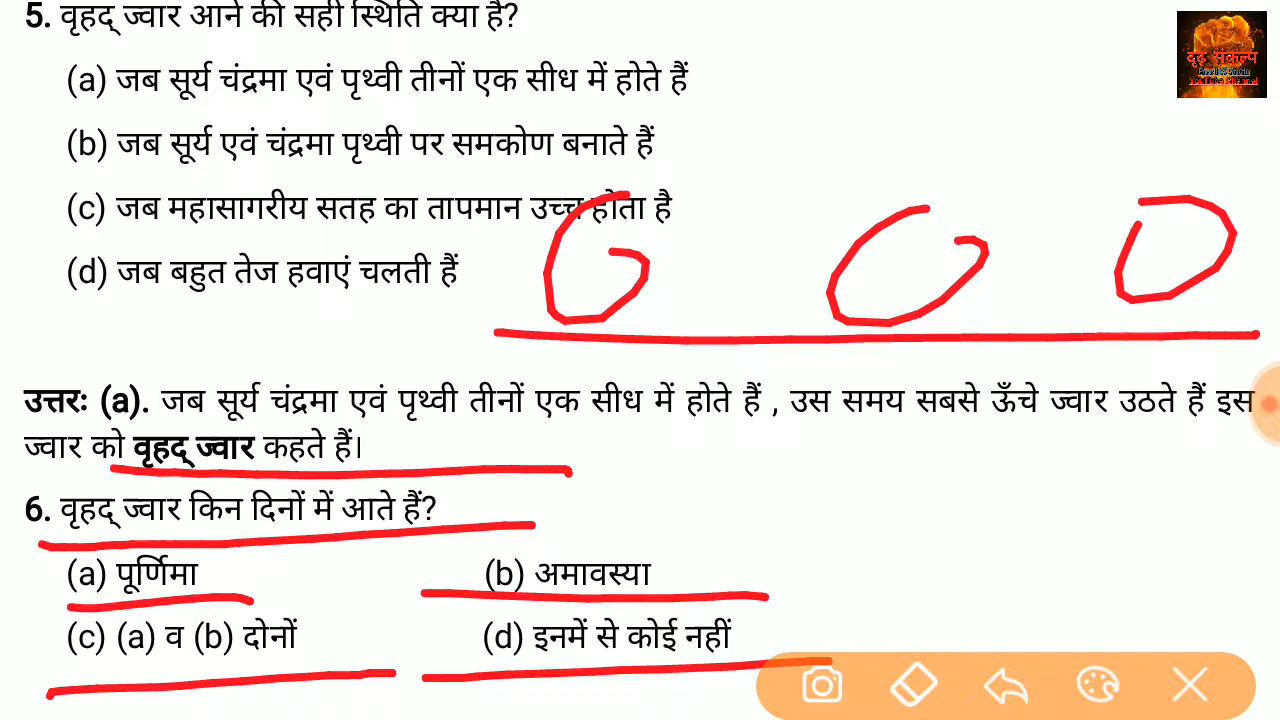 5. वृहद् ज्वार आने की सही स्थिति क्या है?
दृढ़ संकल्प
(a) जब सूर्य चंद्रमा एवं पृथ्वी तीनों एक सीध में होते हैं
(b) जब सूर्य एवं चंद्रमा पृथ्वी पर समकोण बनाते हैं
(c) जब महासागरीय सतह का तापमान उच्च होता है
(d) जब बहुत तेज हवाएं चलती हैं
उत्तरः (a). जब सूर्य चंद्रमा एवं पृथ्वी तीनों एक सीध में होते हैं , उस समय सबसे ऊँचे ज्वार उठते हैं इस
ज्वार को वृहद् ज्वार कहते हैं।
6. वृहद् ज्वार किन दिनों में आते हैं?
(a) पूर्णिमा (b) अमावस्या
(c) (a) व (b) दोनों (d) इनमें से कोई नहीं